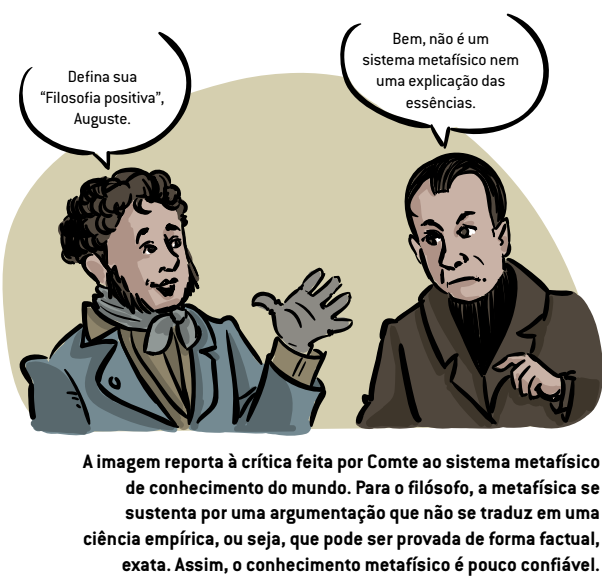 Defina sua
“Filosofia positiva”,
Auguste.
Bem, não é um
sistema metafísico nem
uma explicação das
essências.
A imagem reporta à crítica feita por Comte ao sistema metafísico
de conhecimento do mundo. Para o filósofo, a metafísica se
sustenta por uma argumentação que não se traduz em uma
ciência empírica, ou seja, que pode ser provada de forma factual,
exata. Assim, o conhecimento metafísico é pouco confiável.